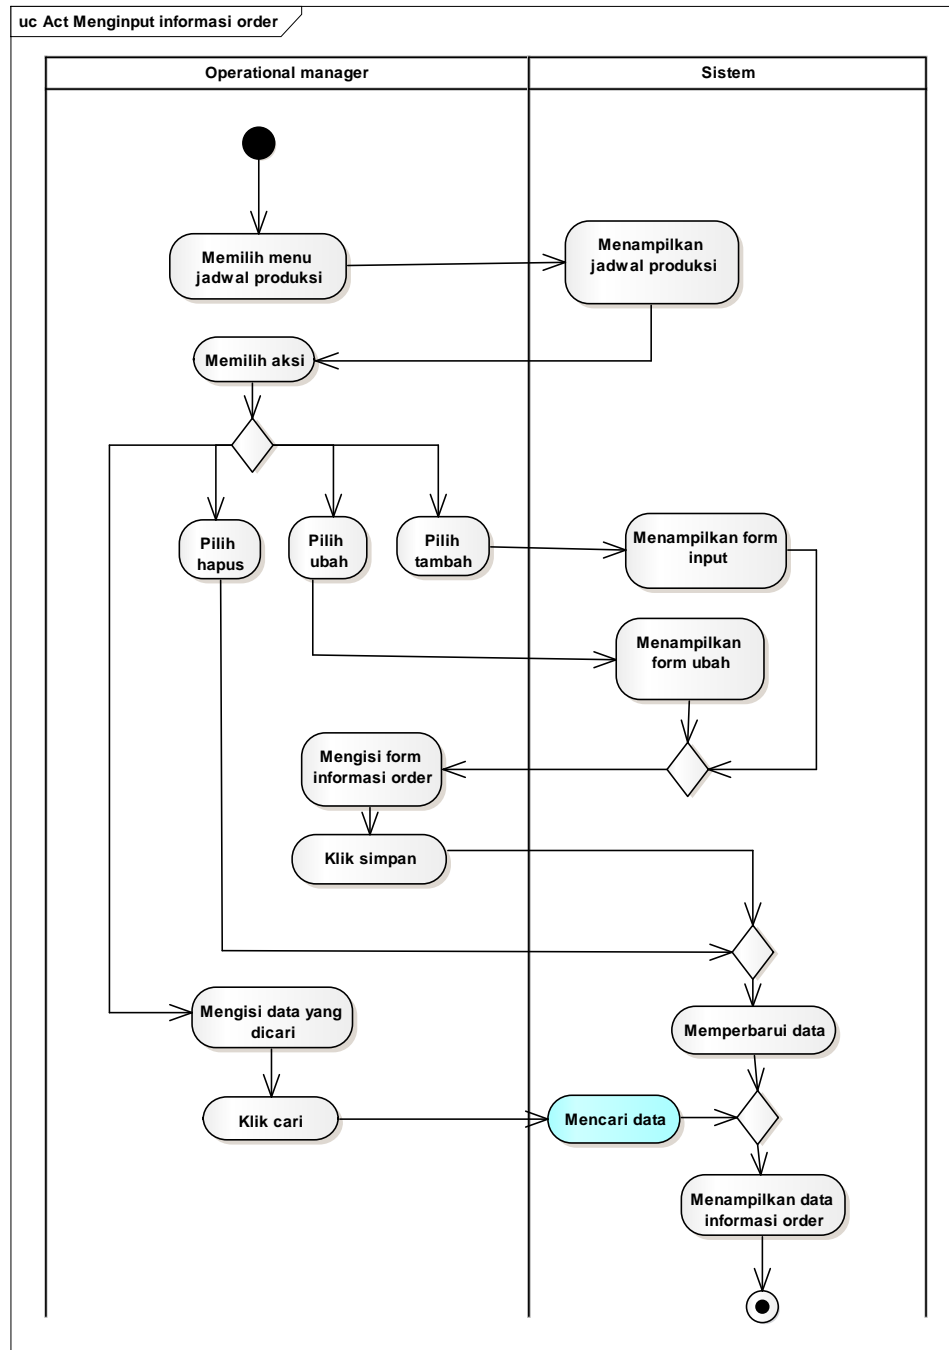 uc Act Menginput informasi order
Operational manager
Sistem
Memilih menu
jadwal produksi
Menampilkan
jadwal produksi
Memilih aksi
Pilih
hapus
Pilih
ubah
Pilih
tambah
Menampilkan form
input
Menampilkan
form ubah
Mengisi form
informasi order
Klik simpan
Mengisi data yang
dicari
Memperbarui data
Klik cari
Mencari data
Menampilkan data
informasi order